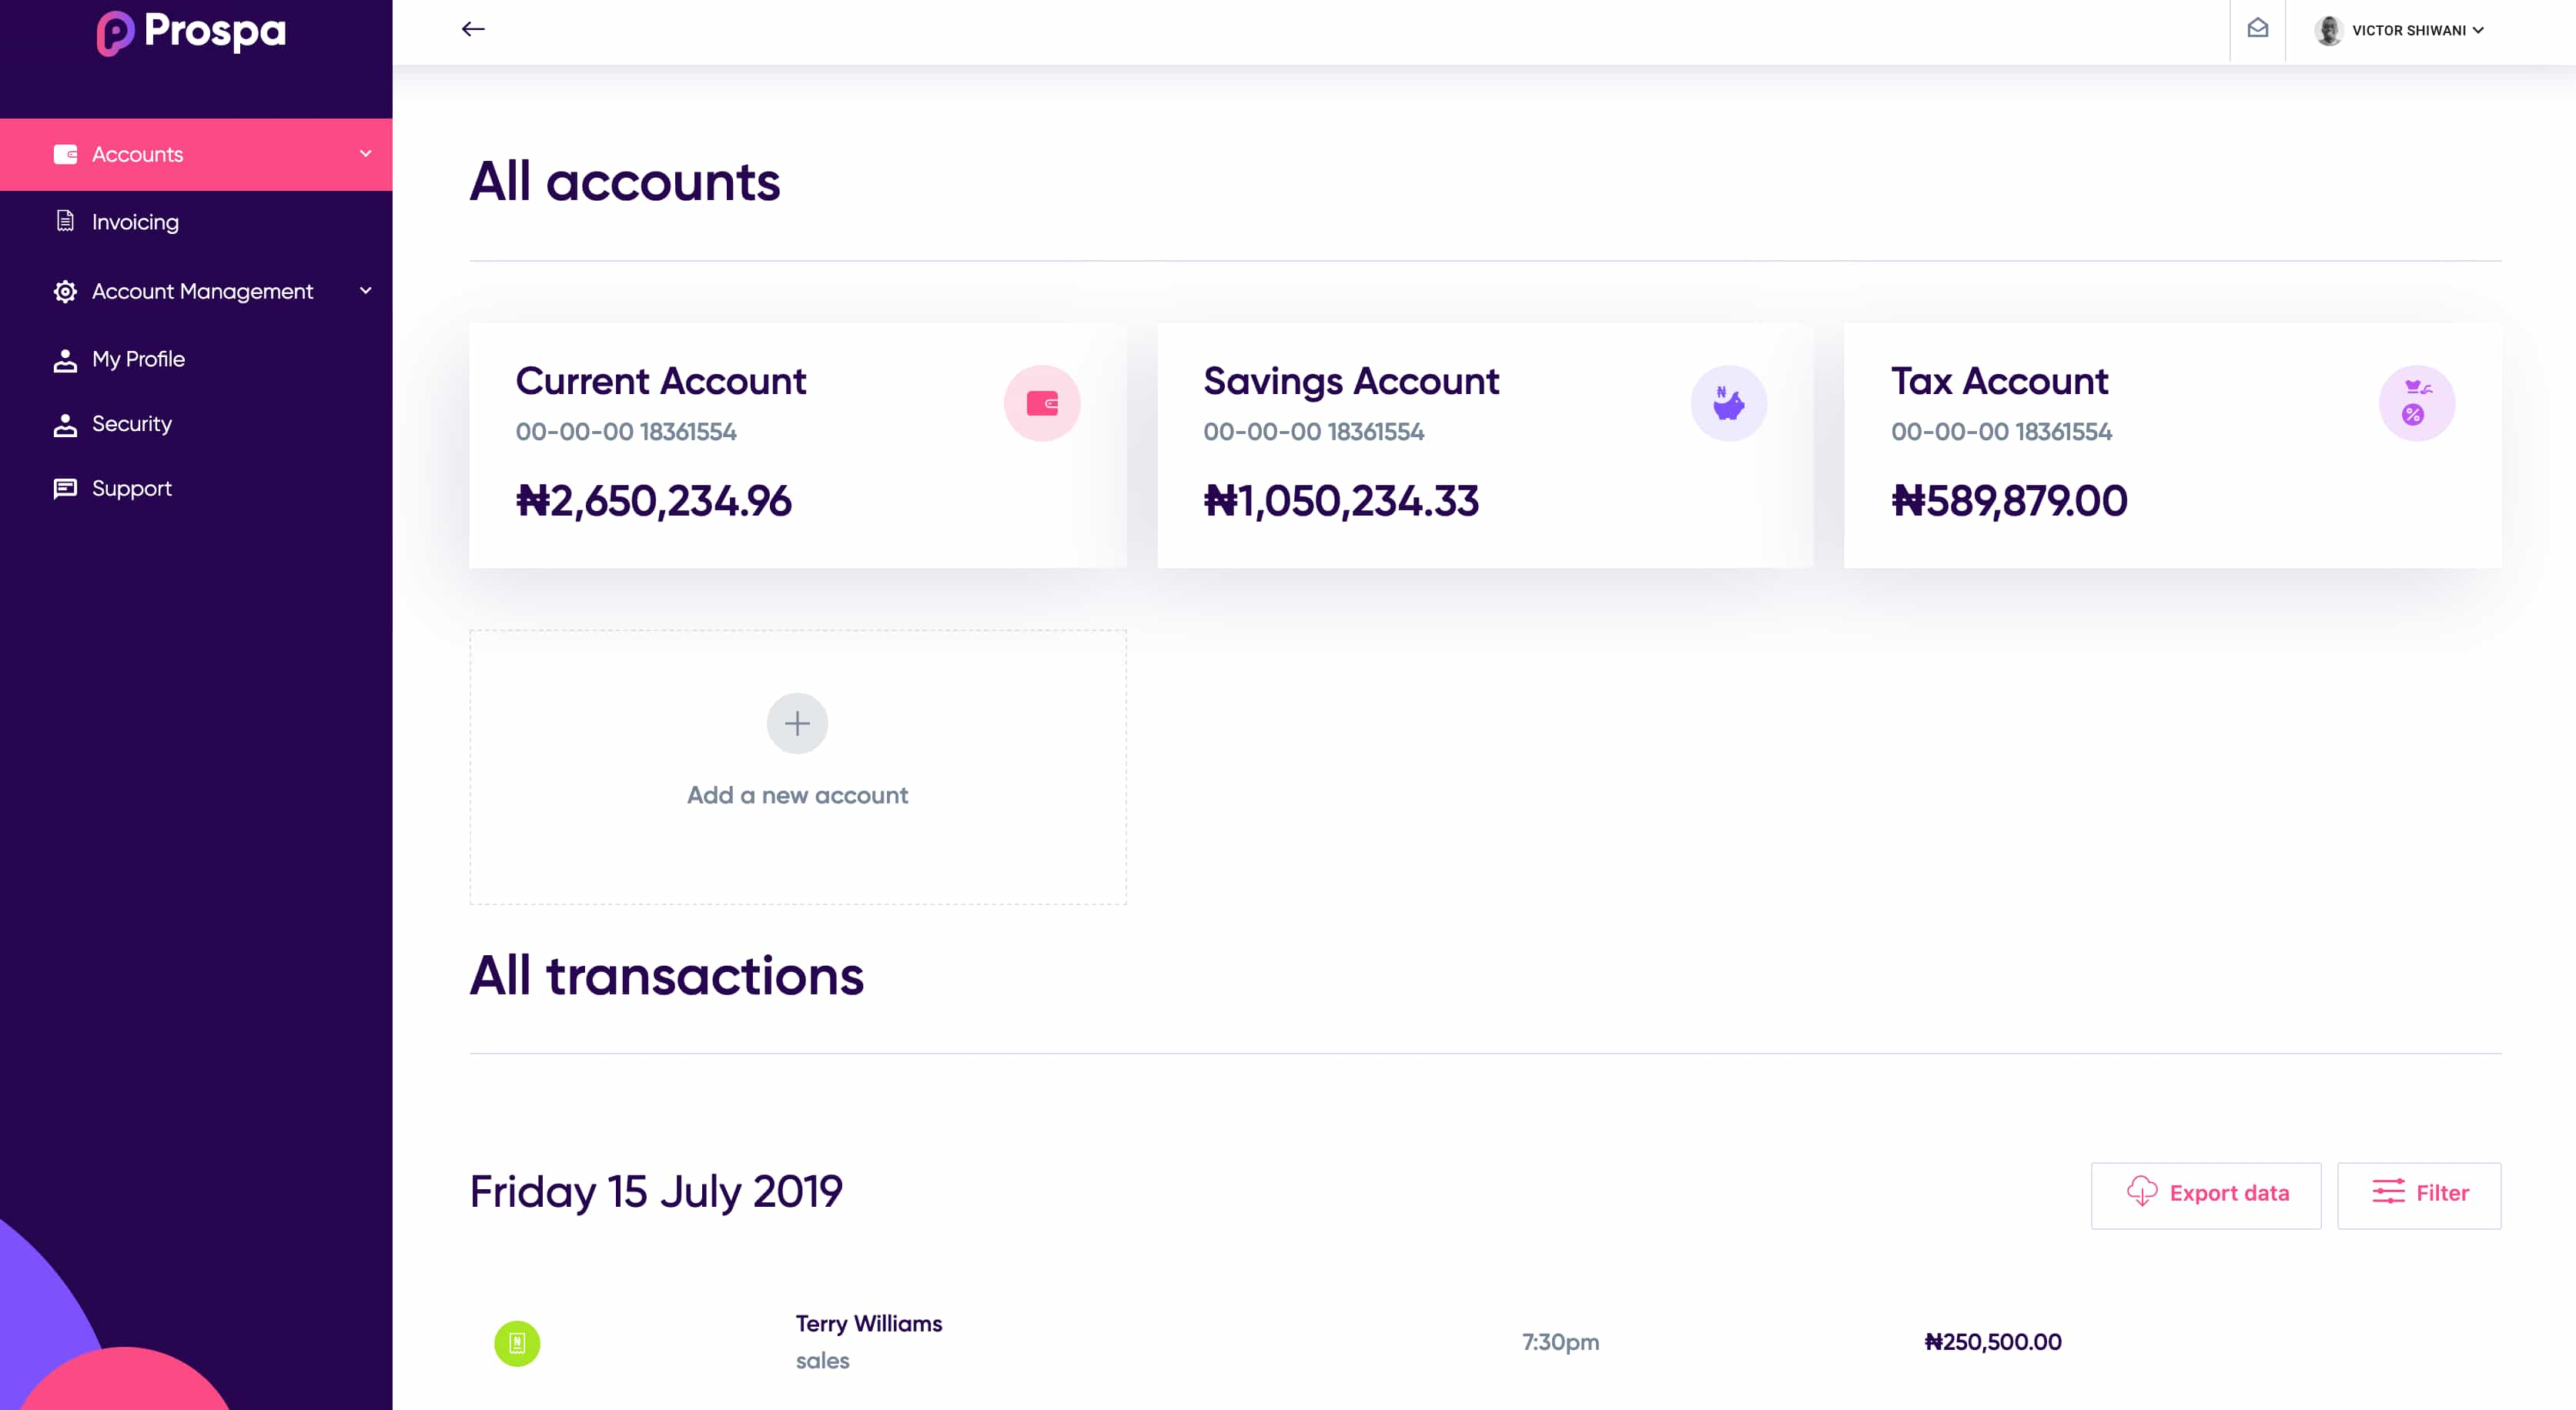 Prospa
VICTOR SHIWANI
Accounts
Invoicing
Account Management
My Profile
Security
Support
All accounts
Current Account
00-00-00 18361554
₦2,650,234.96
Savings Account
00-00-00 18361554
₦1,050,234.33
Tax Account
00-00-00 18361554
₦589,879.00
Add a new account
All transactions
Friday 15 July 2019
Export data
Filter
Terry Williams
sales
7:30pm
₦250,500.00